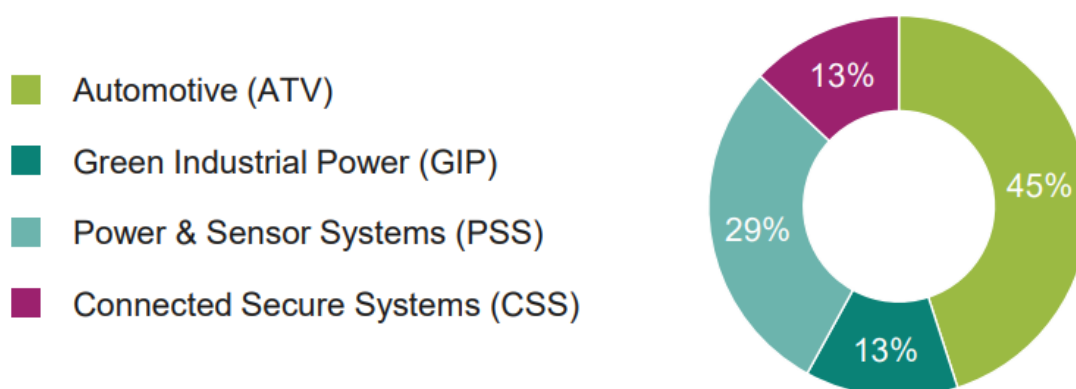 Automotive (ATV)
Green Industrial Power (GIP)
Power & Sensor Systems (PSS)
Connected Secure Systems (CSS)
13%
45%
29%
13%